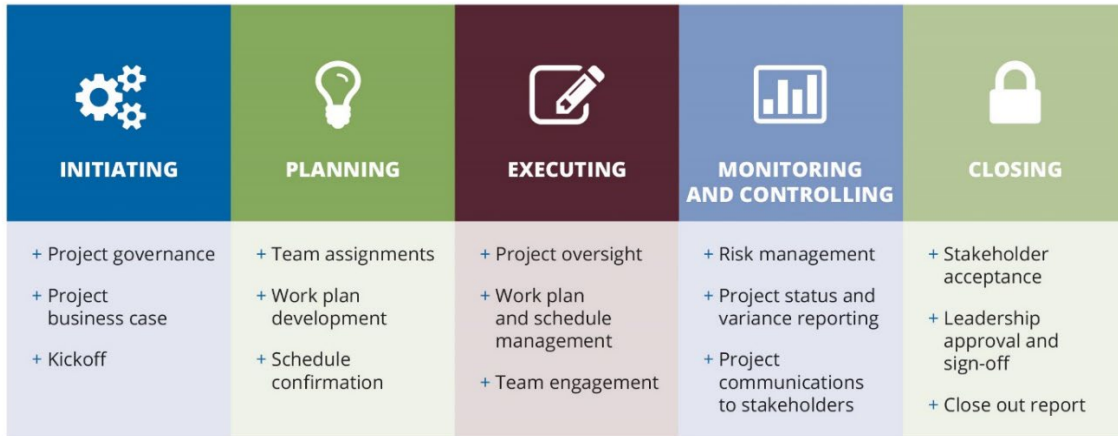 INITIATING
+ Project governance
+ Project
business case
+ Kickoff
PLANNING
+ Team assignments
+ Work plan
development
+ Schedule
confirmation
EXECUTING
+ Project oversight
+ Work plan
and schedule
management
+ Team engagement
MONITORING
AND CONTROLLING
+ Risk management
+ Project status and
variance reporting
+ Project
communications
to stakeholders
CLOSING
+ Stakeholder
acceptance
+ Leadership
approval and
sign-off
+ Close out report